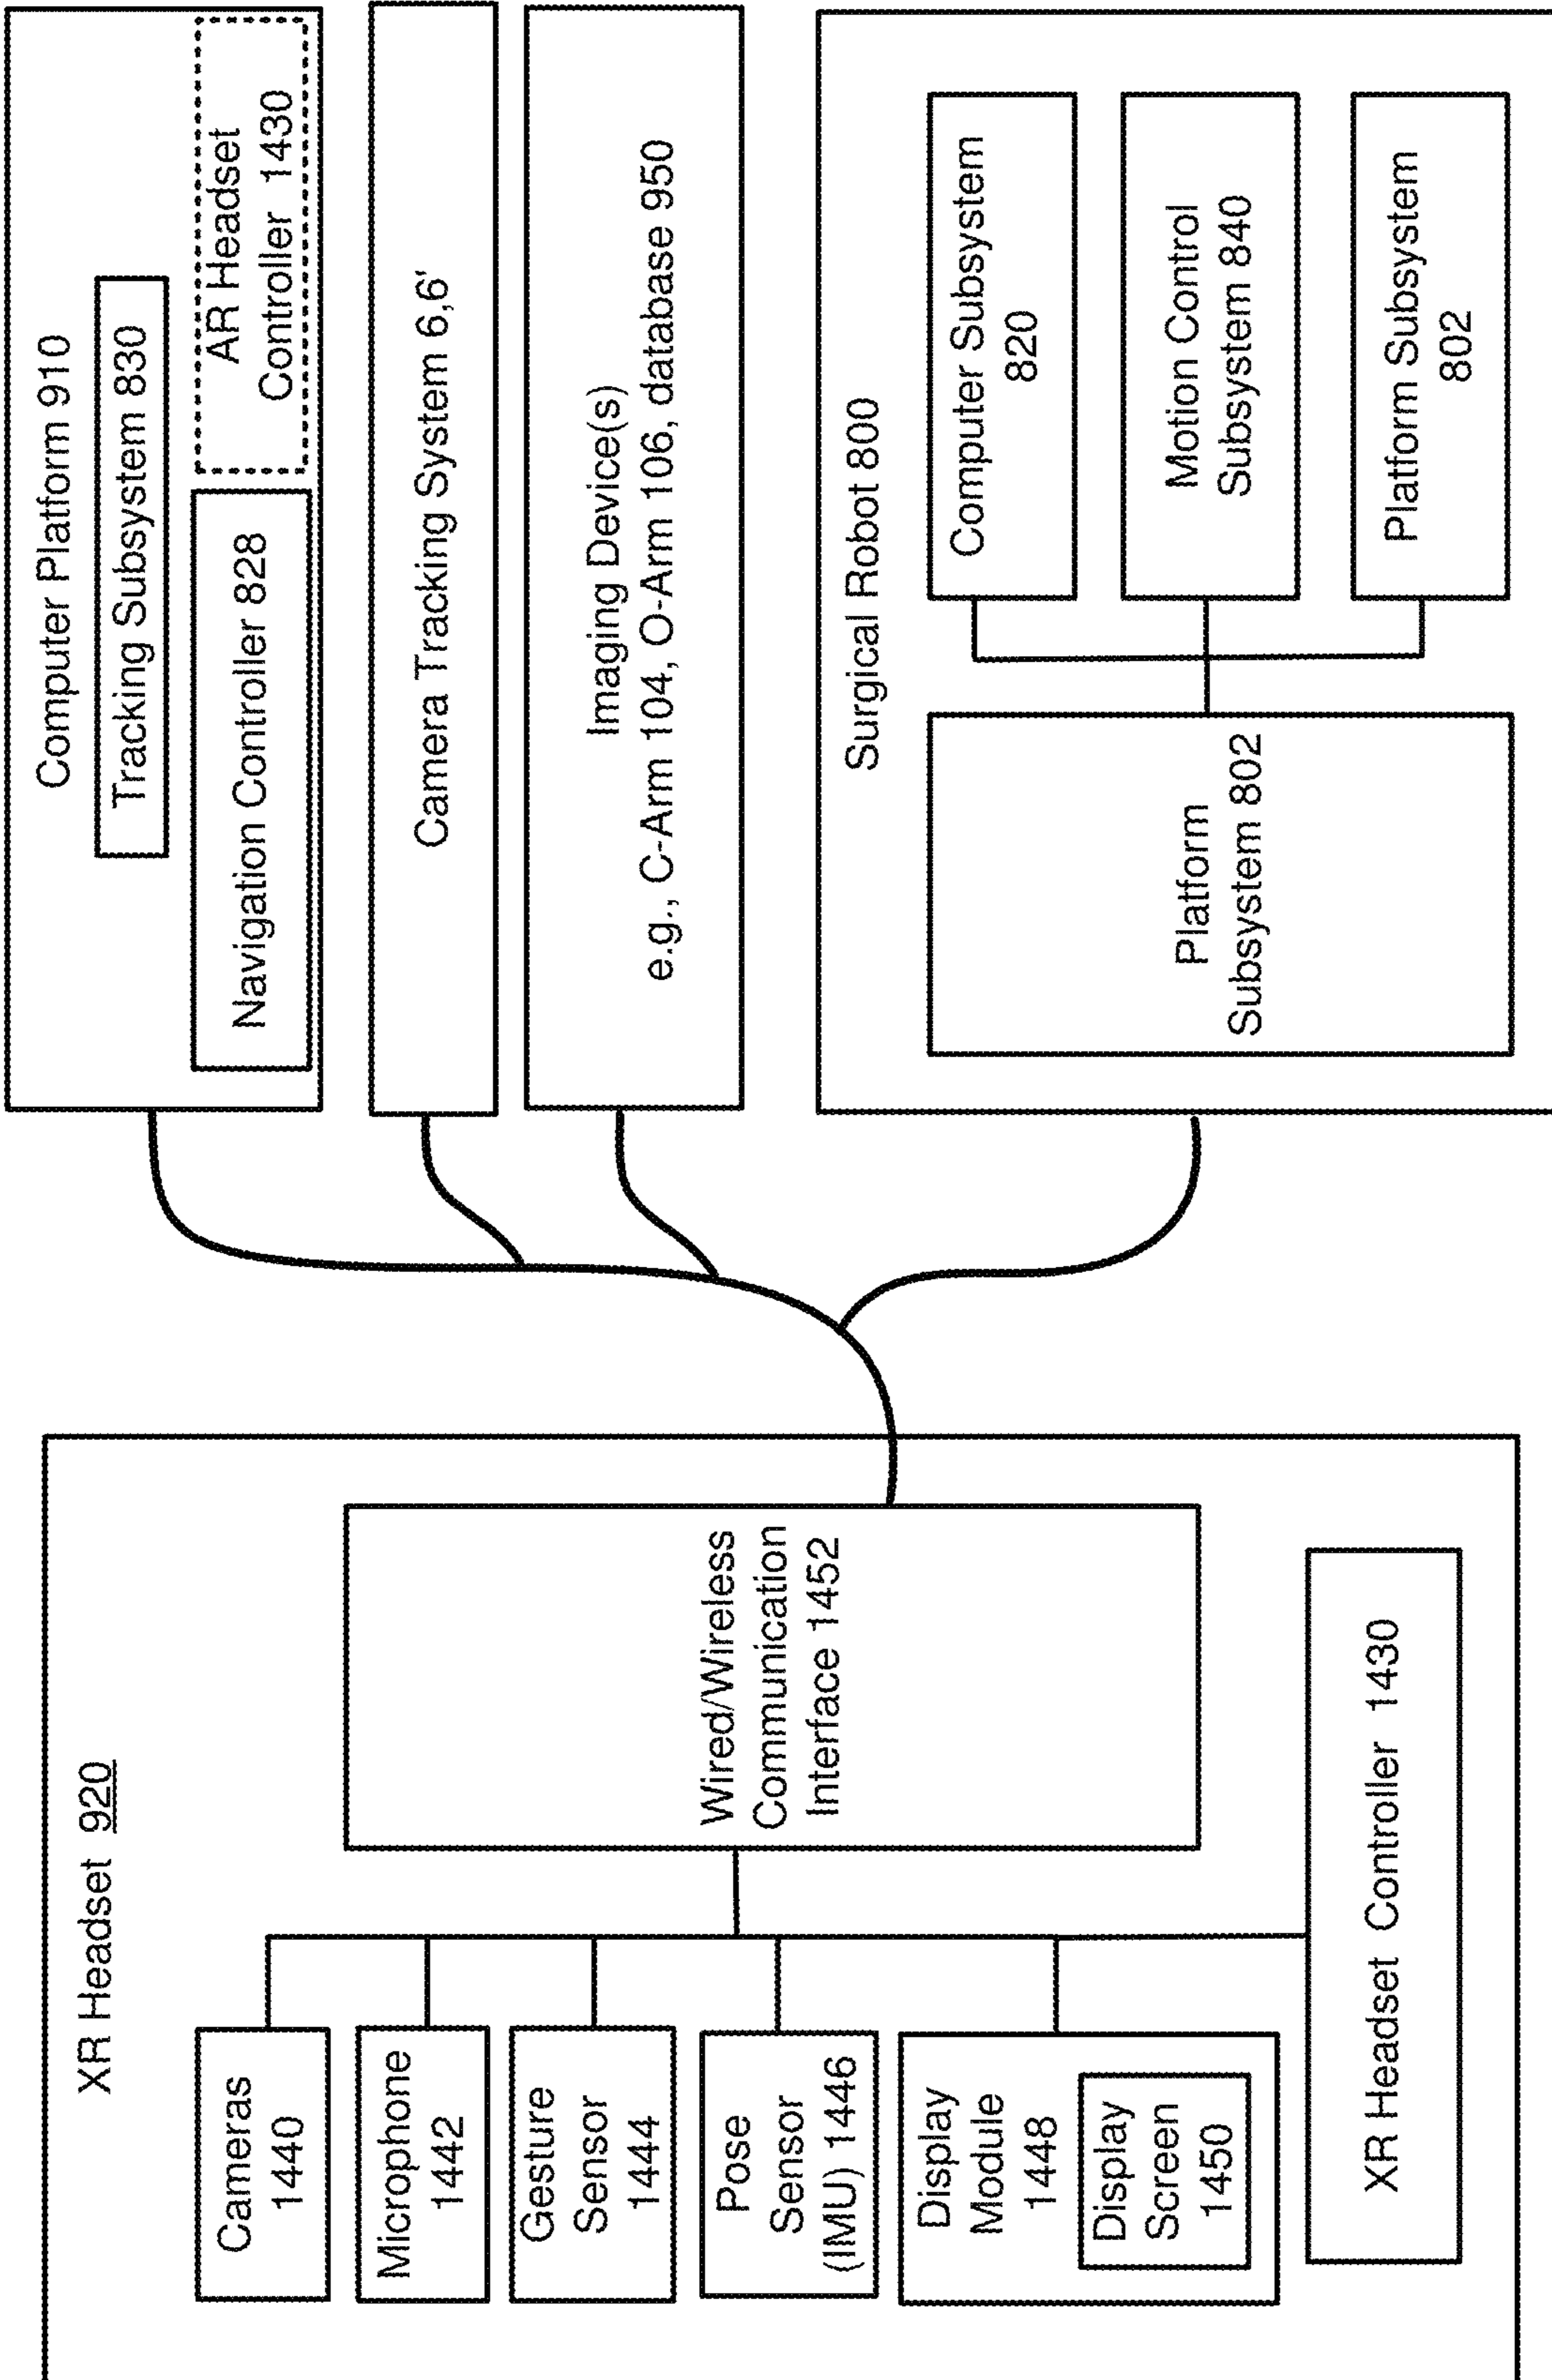 XR Headset 920
Cameras
1440
Microphone
1442
Gesture
Sensor
1444
Pose
Sensor
(IMU) 1446
Display
Module
1448
Display
Screen
1450
Wired/Wireless
Communication
Interface 1452
XR Headset Controller 1430
Computer Platform 910
Tracking Subsystem 830
Navigation Controller 828
AR Headset
Controller 1430
Camera Tracking System 6,6'
Imaging Device(s)
e.g., C-Arm 104, O-Arm 106, database 950
Surgical Robot 800
Platform
Subsystem 802
Computer Subsystem
820
Motion Control
Subsystem 840
Platform Subsystem
802